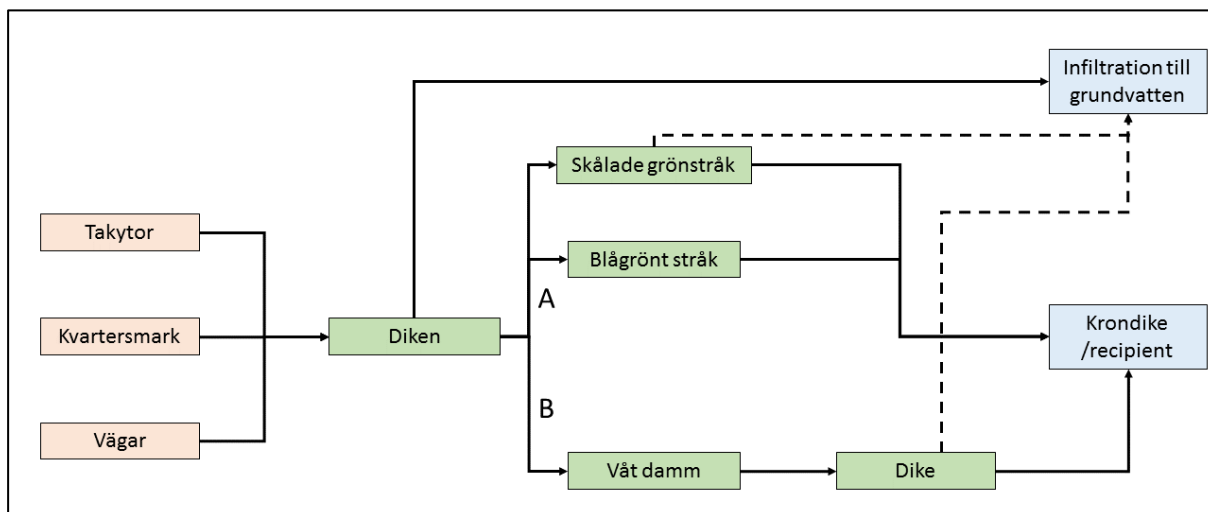 Infiltration till
grundvatten
Skålade grönstråk
Takytor
Blågrönt stråk
A
Kvartersmark
Diken
Krondike
/recipient
B
Vägar
Våt damm
Dike